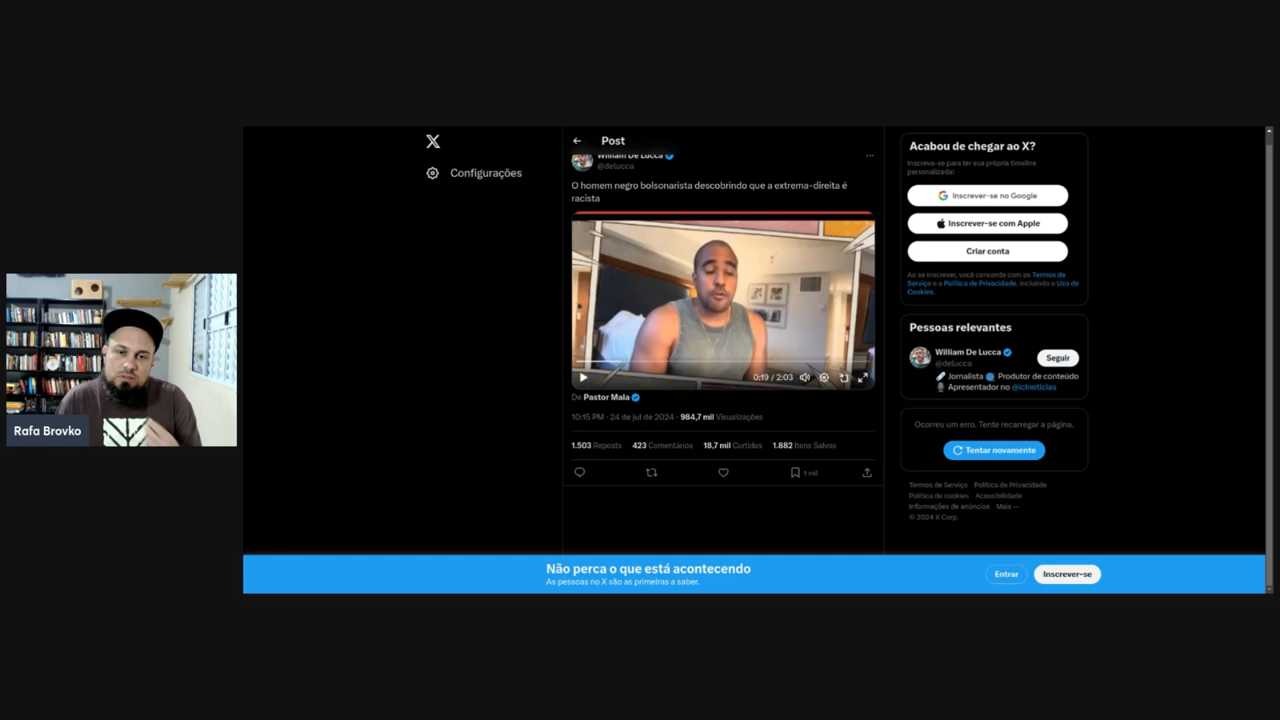 Rafa Brovko
Configurações
Post
William De Lucca
@delucca
O homem negro bolsonarista descobrindo que a extrema-direita é
racista
0:19 / 2:03
De Pastor Mala
10:15 PM · 24 de jul de 2024 · 984,7 mil Visualizações
1.503 Reposts 423 Comentários 18,7 mil Curtidas 1.882 Itens Salvos
1 mil
Acabou de chegar ao X?
Inscreva-se para ter sua própria timeline
personalizada!
Inscrever-se no Google
Inscrever-se com Apple
Criar conta
Ao se inscrever, você concorda com os Termos de
Serviço e a Política de Privacidade, incluindo o Uso de
Cookies.
Pessoas relevantes
William De Lucca
@delucca
Seguir
Jornalista Produtor de conteúdo
Apresentador no @iclnoticias
Ocorreu um erro. Tente recarregar a página.
Tentar novamente
Termos de Serviço Política de Privacidade
Política de cookies Acessibilidade
Informações de anúncios Mais ···
© 2024 X Corp.
Não perca o que está acontecendo
As pessoas no X são as primeiras a saber.
Entrar
Inscrever-se